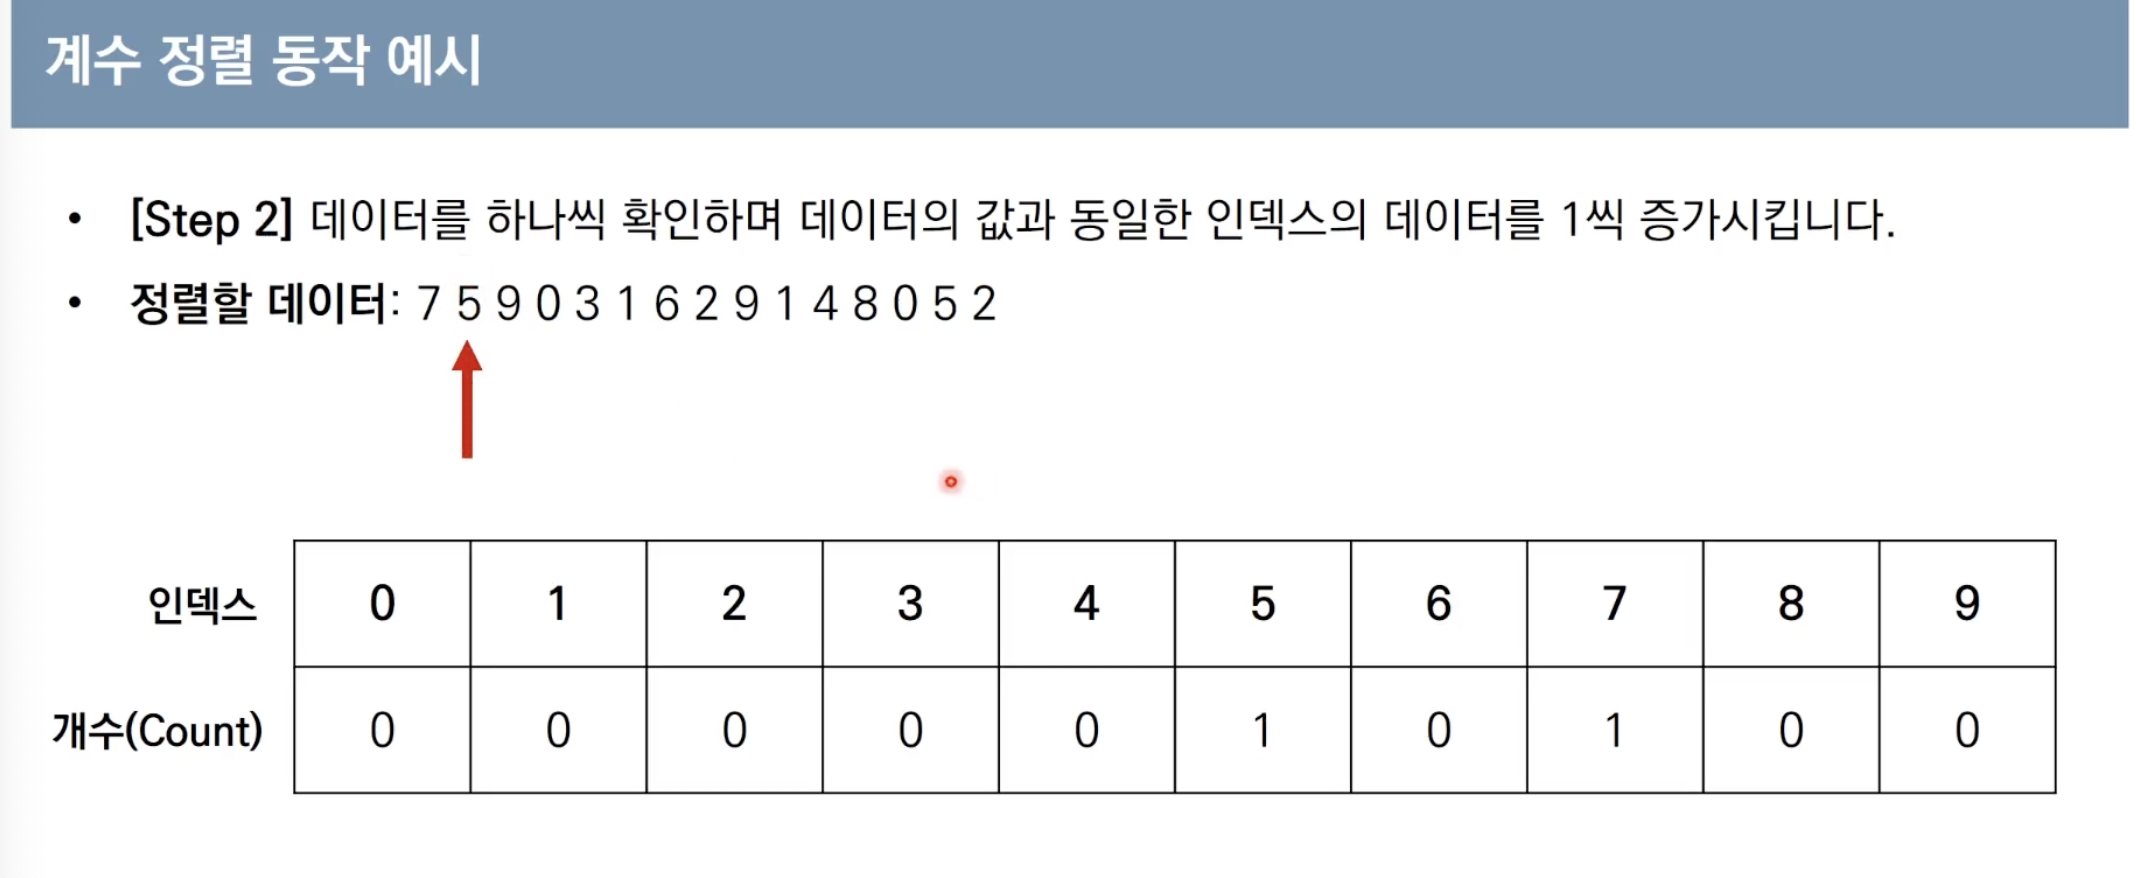 계수 정렬 동작 예시
• [Step 2] 데이터를 하나씩 확인하며 데이터의 값과 동일한 인덱스의 데이터를 1씩 증가시킵니다.
• 정렬할 데이터: 7 5 9 0 3 1 6 2 9 1 4 8 0 5 2
인덱스 0 1 2 3 4 5 6 7 8 9
개수(Count) 0 0 0 0 0 1 0 1 0 0